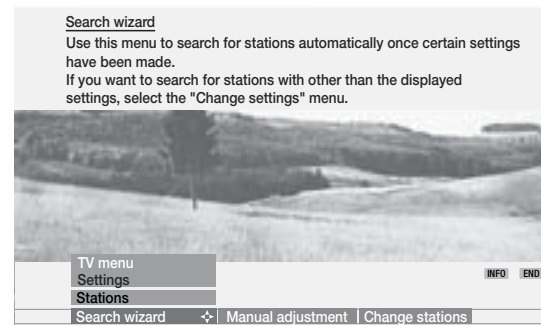 Search wizard
Use this menu to search for stations automatically once certain settings
have been made.
If you want to search for stations with other than the displayed
settings, select the "Change settings" menu.
TV menu
Settings
INFO END
Stations
Search wizard Manual adjustment Change stations